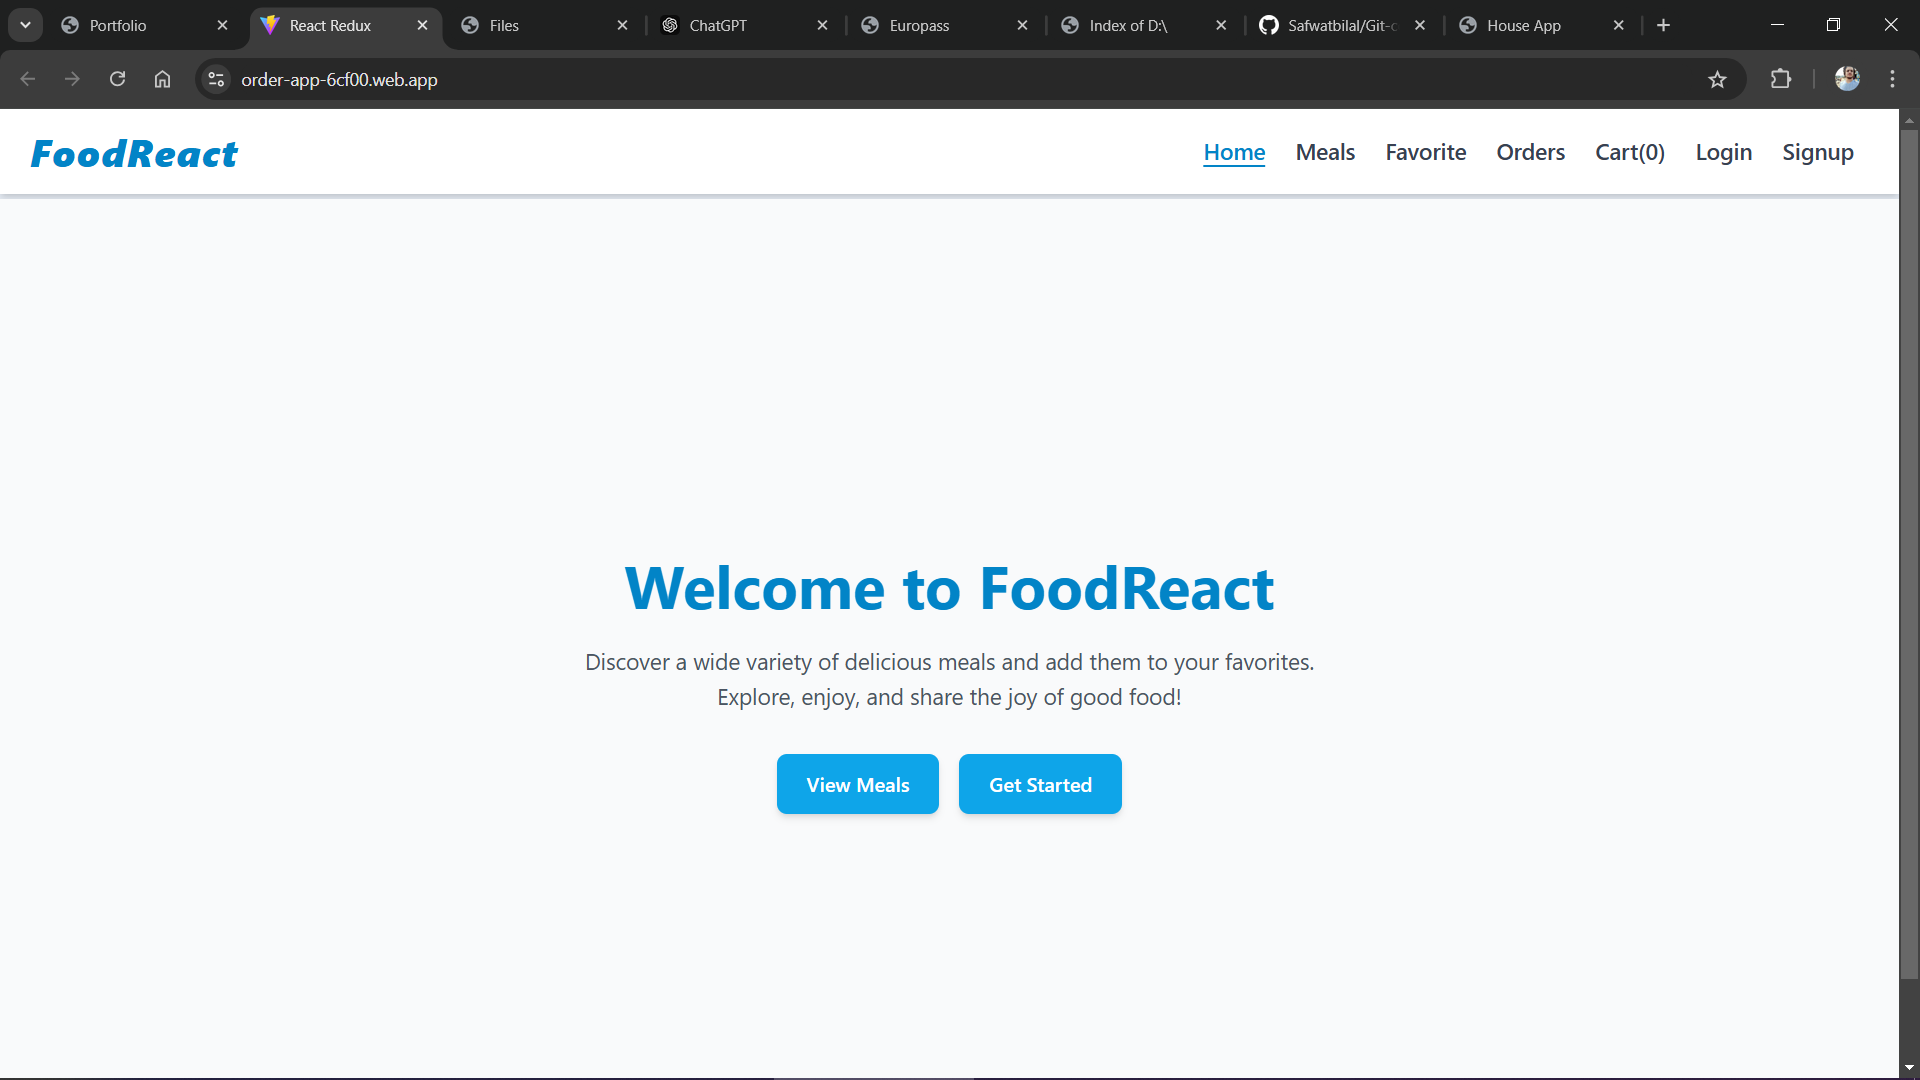 Portfolio
React Redux
Files
ChatGPT
Europass
Index of D:\
Safwatbilal/Git-c
House App
order-app-6cf00.web.app
FoodReact
Home
Meals
Favorite
Orders
Cart(0)
Login
Signup
Welcome to FoodReact
Discover a wide variety of delicious meals and add them to your favorites.
Explore, enjoy, and share the joy of good food!
View Meals
Get Started